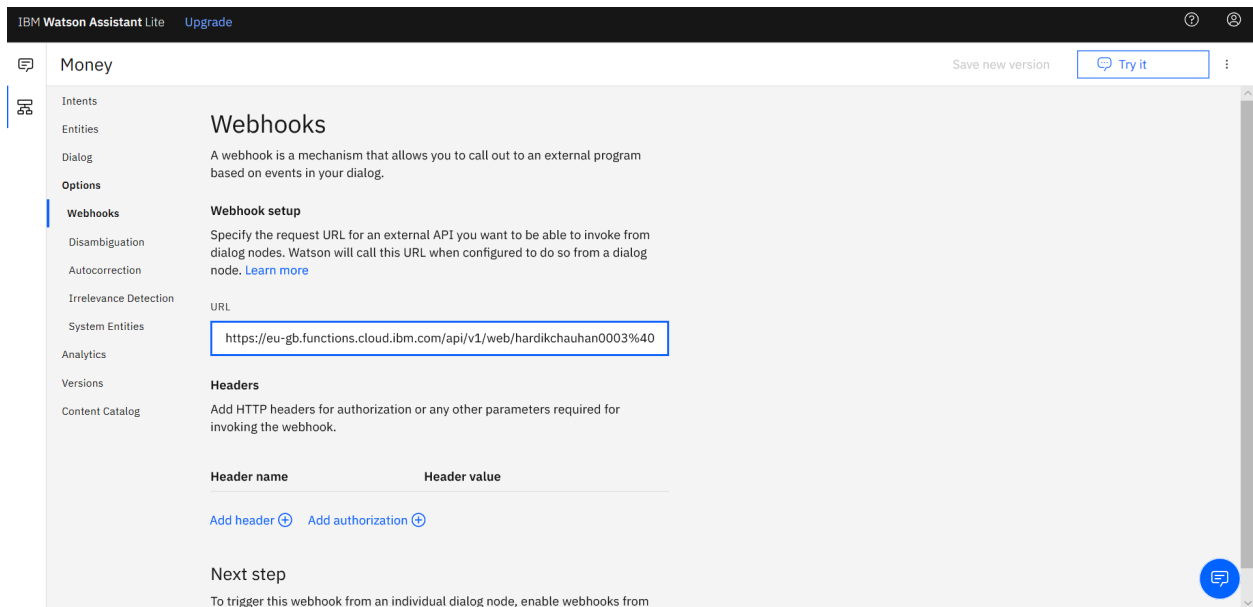 IBM Watson Assistant Lite Upgrade
Money
Save new version
Try it
Intents
Entities
Dialog
Options
Webhooks
Disambiguation
Autocorrection
Irrelevance Detection
System Entities
Analytics
Versions
Content Catalog
Webhooks
A webhook is a mechanism that allows you to call out to an external program
based on events in your dialog.
Webhook setup
Specify the request URL for an external API you want to be able to invoke from
dialog nodes. Watson will call this URL when configured to do so from a dialog
node. Learn more
URL
https://eu-gb.functions.cloud.ibm.com/api/v1/web/hardikchauhan0003%40
Headers
Add HTTP headers for authorization or any other parameters required for
invoking the webhook.
Header name Header value
Add header Add authorization
Next step
To trigger this webhook from an individual dialog node, enable webhooks from